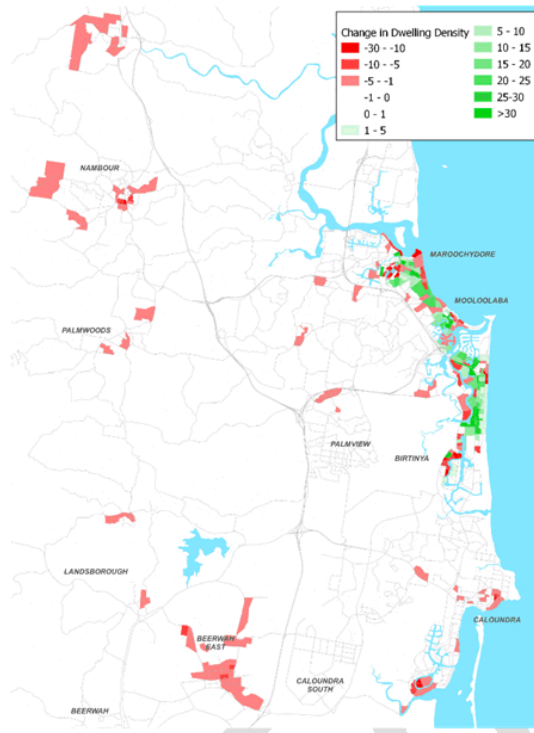 Change in Dwelling Density
-30 - -10
-10 - -5
-5 - -1
-1 - 0
0 - 1
1 - 5
5 - 10
10 - 15
15 - 20
20 - 25
25-30
>30
NAMBOUR
MAROOCHYDORE
MOOLOOLABA
PALMWOODS
PALMVIEW
BIRTINYA
LANDSBOROUGH
BEERWAH
EAST
CALOUNDRA
CALOUNDRA
SOUTH
BEERWAH